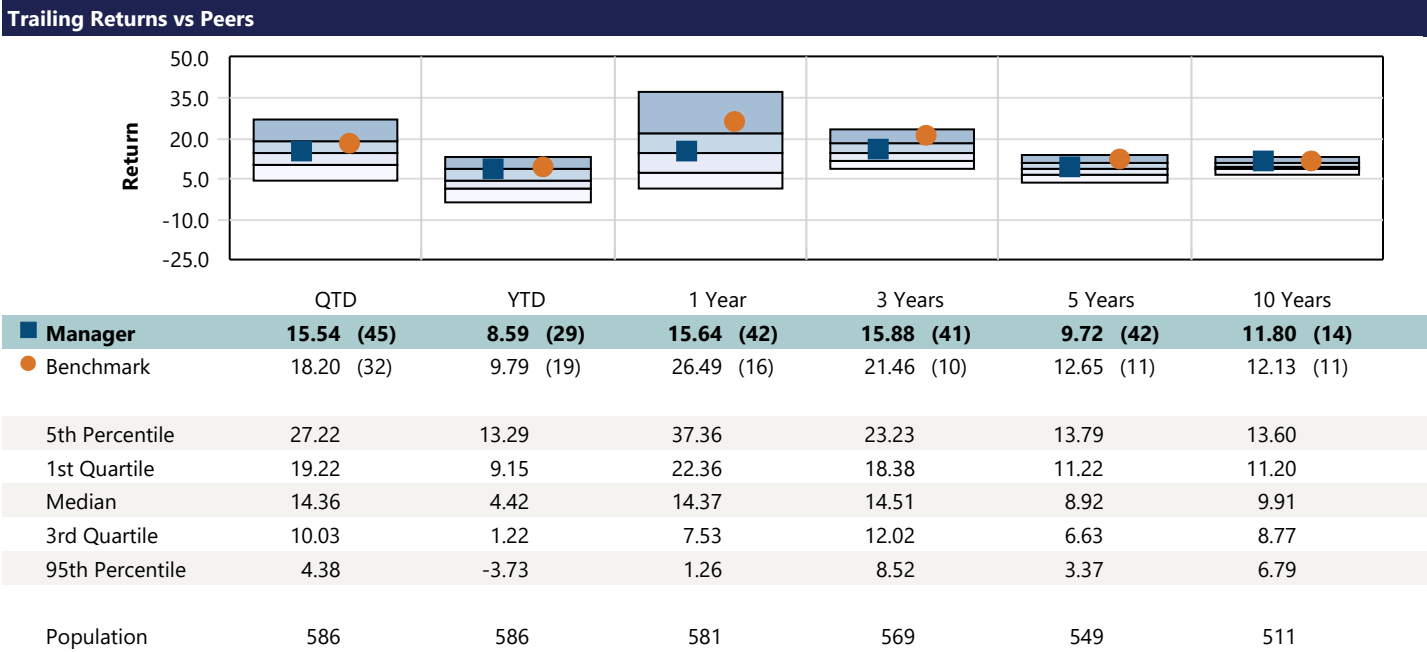 Trailing Returns vs Peers
50.0
35.0
20.0
5.0
-10.0
-25.0
Return
QTD YTD 1 Year 3 Years 5 Years 10 Years
Manager 15.54 (45) 8.59 (29) 15.64 (42) 15.88 (41) 9.72 (42) 11.80 (14)
Benchmark 18.20 (32) 9.79 (19) 26.49 (16) 21.46 (10) 12.65 (11) 12.13 (11)
5th Percentile 27.22 13.29 37.36 23.23 13.79 13.60
1st Quartile 19.22 9.15 22.36 18.38 11.22 11.20
Median 14.36 4.42 14.37 14.51 8.92 9.91
3rd Quartile 10.03 1.22 7.53 12.02 6.63 8.77
95th Percentile 4.38 -3.73 1.26 8.52 3.37 6.79
Population 586 586 581 569 549 511